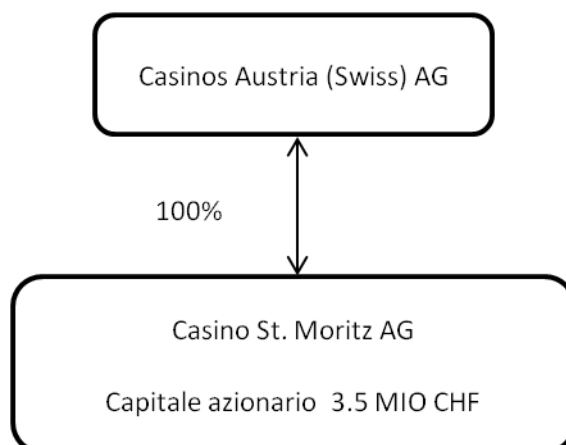 Casinos Austria (Swiss) AG
100%
Casino St. Moritz AG
Capitale azionario 3.5 MIO CHF